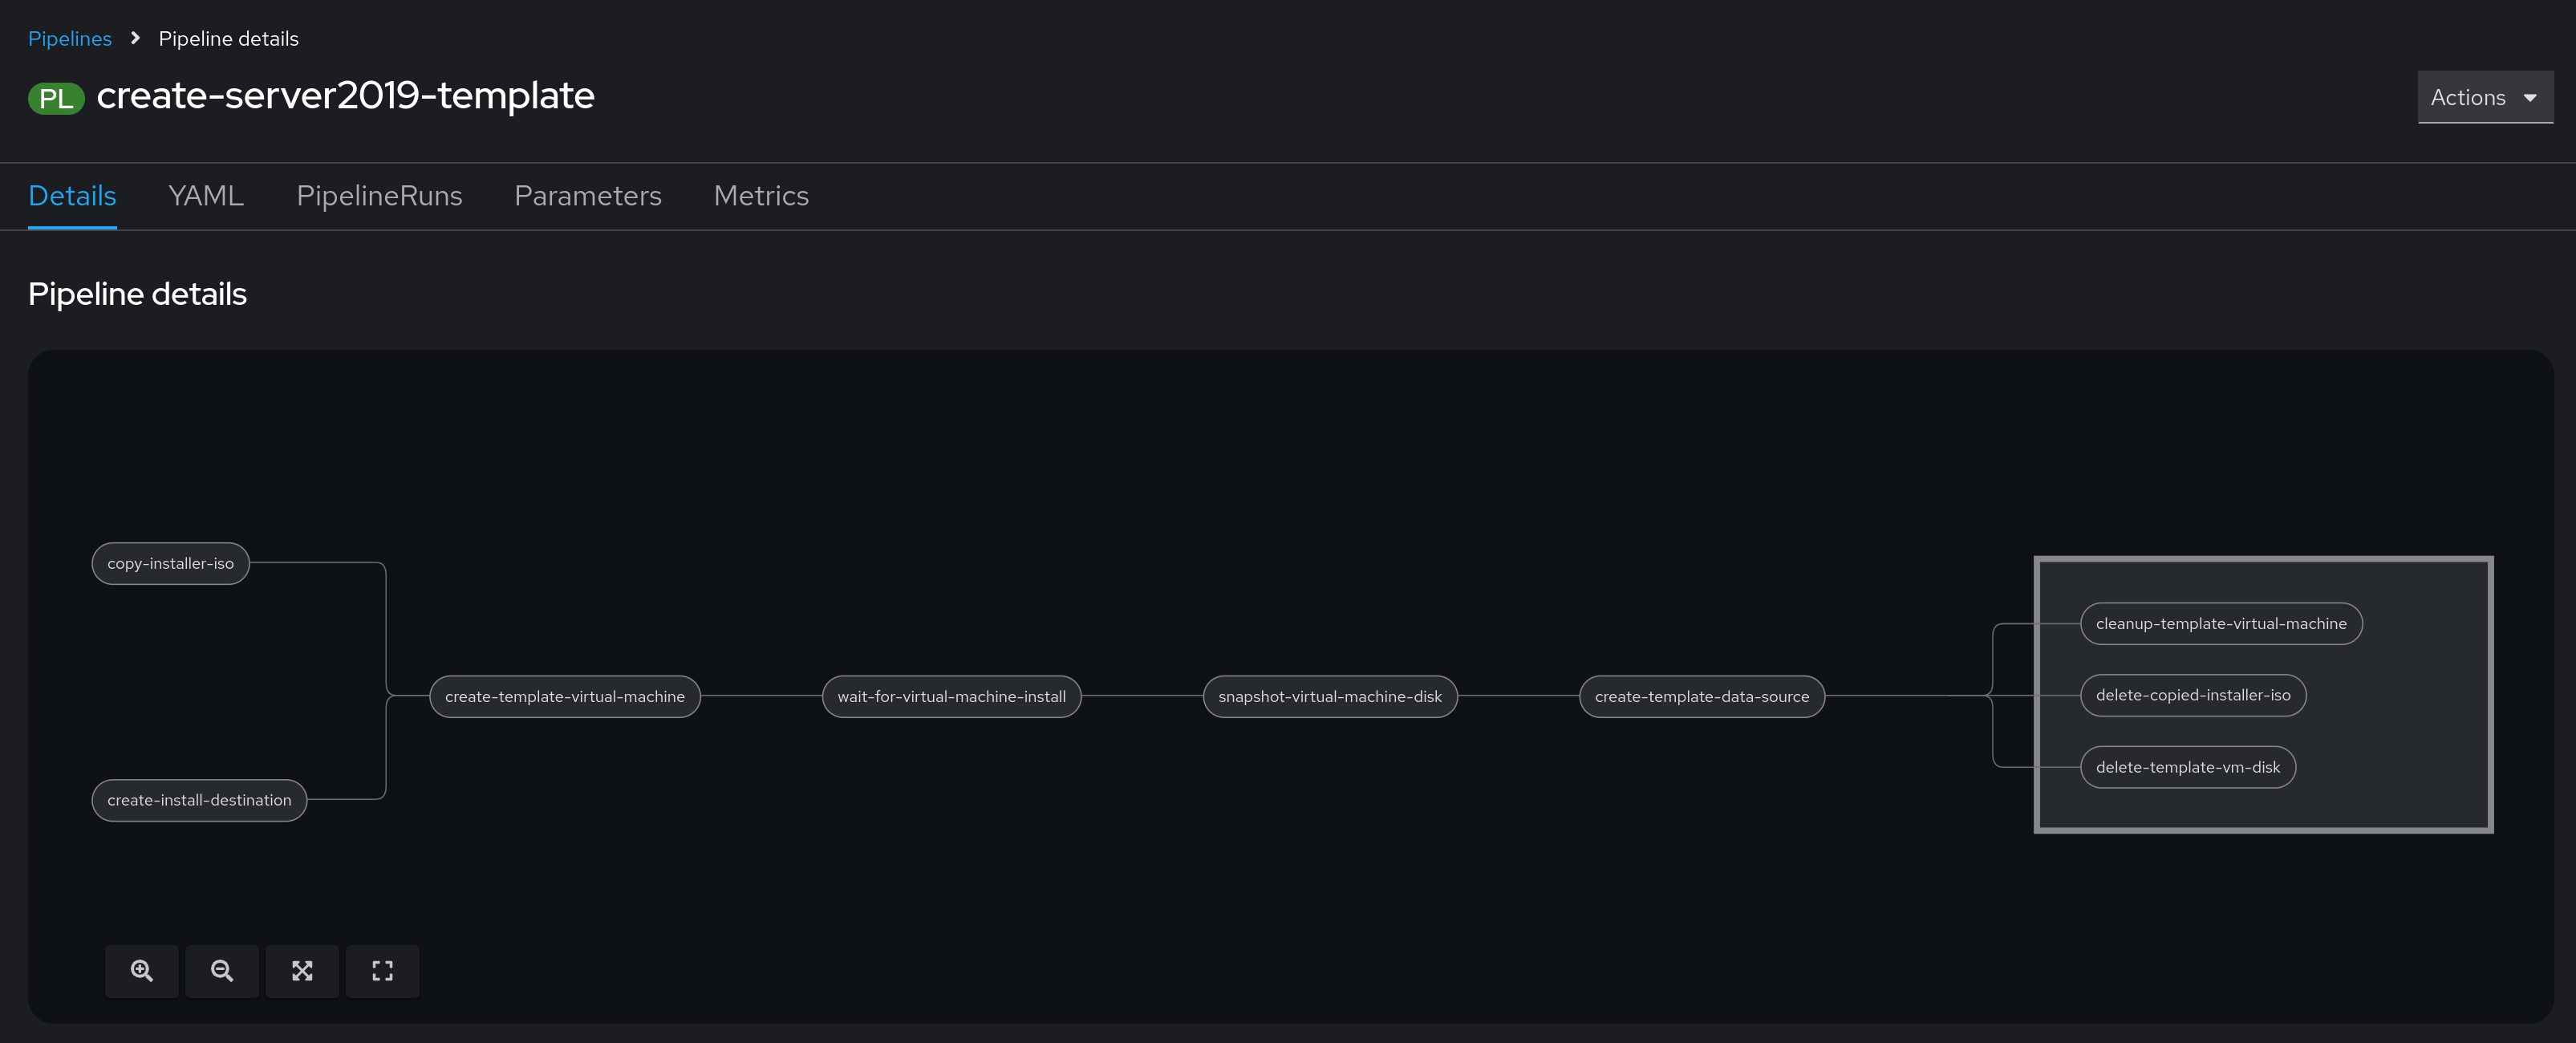 Pipelines > Pipeline details
PL create-server2019-template
Actions
Details YAML PipelineRuns Parameters Metrics
Pipeline details
copy-installer-iso
create-install-destination
create-template-virtual-machine
wait-for-virtual-machine-install
snapshot-virtual-machine-disk
create-template-data-source
cleanup-template-virtual-machine
delete-copied-installer-iso
delete-template-vm-disk